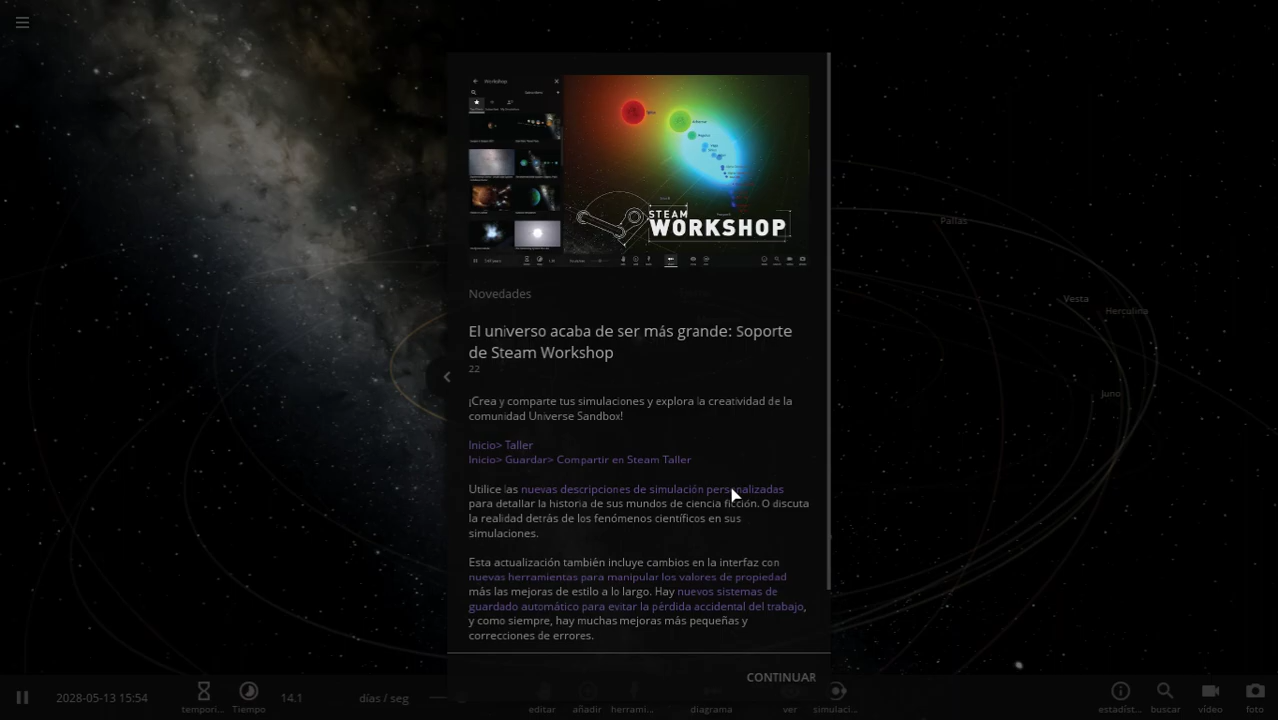 STEAM
WORKSHOP
Novedades
El universo acaba de ser más grande: Soporte
de Steam Workshop
22
¡Crea y comparte tus simulaciones y explora la creatividad de la
comunidad Universe Sandbox!
Inicio> Taller
Inicio> Guardar> Compartir en Steam Taller
Utilice las nuevas descripciones de simulación personalizadas
para detallar la historia de sus mundos de ciencia ficción. O discuta
la realidad detrás de los fenómenos científicos en sus
simulaciones.
Esta actualización también incluye cambios en la interfaz con
nuevas herramientas para manipular los valores de propiedad
más las mejoras de estilo a lo largo. Hay nuevos sistemas de
guardado automático para evitar la pérdida accidental del trabajo,
y como siempre, hay muchas mejoras más pequeñas y
correcciones de errores.
CONTINUAR
Pallas
Vesta
Herculina
Juno
2028-05-13 15:54
tempori...
Tiempo
14.1
días / seg
editar
añadir
herrami...
diagrama
ver
simulaci...
estadíst...
buscar
vídeo
foto